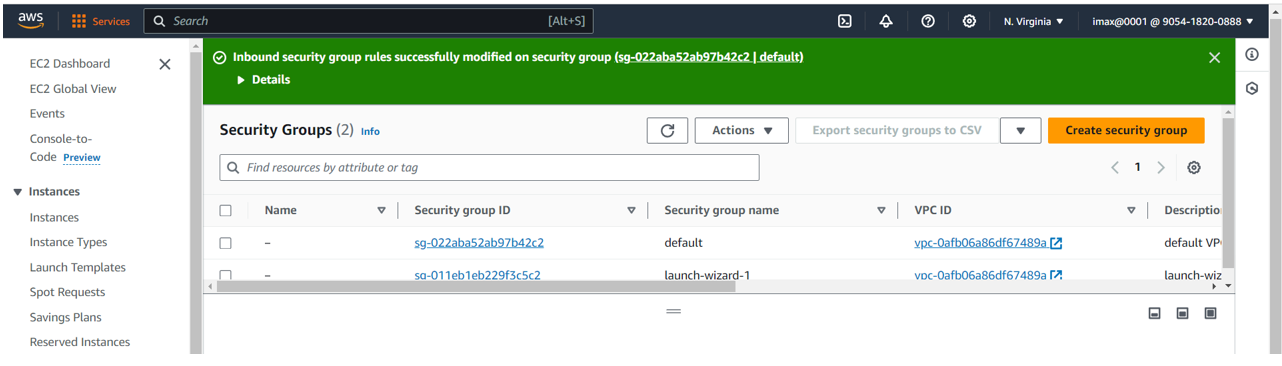 aws Services Search [Alt+S] N. Virginia imax@0001 @ 9054-1820-0888
EC2 Dashboard
EC2 Global View
Events
Console-to-
Code Preview
Instances
Instances
Instance Types
Launch Templates
Spot Requests
Savings Plans
Reserved Instances
Inbound security group rules successfully modified on security group (sg-022aba52ab97b42c2 | default)
Details
Security Groups (2) Info Actions Export security groups to CSV Create security group
Find resources by attribute or tag 1
Name Security group ID Security group name VPC ID Descriptio
– sg-022aba52ab97b42c2 default vpc-0afb06a86df67489a default VP
– sg-011eb1eb229f3c5c2 launch-wizard-1 vpc-0afb06a86df67489a launch-wiz